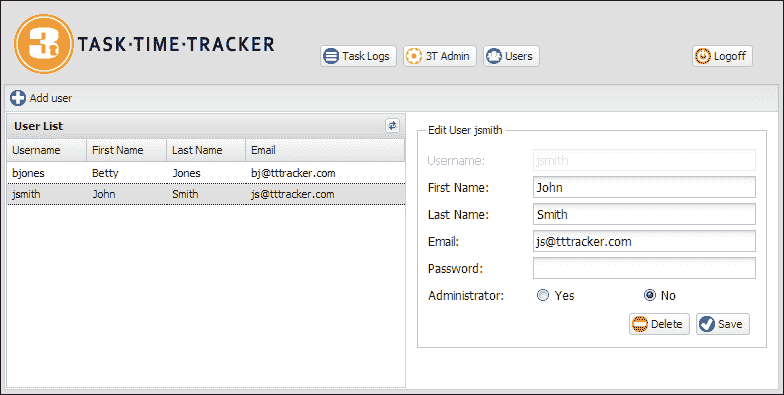 3t TASK·TIME·TRACKER
Task Logs 3T Admin Users Logoff
Add user
User List
Username First Name Last Name Email
bjones Betty Jones bj@tttracker.com
jsmith John Smith js@tttracker.com
Edit User jsmith
Username: jsmith
First Name: John
Last Name: Smith
Email: js@tttracker.com
Password:
Administrator: Yes No
Delete Save